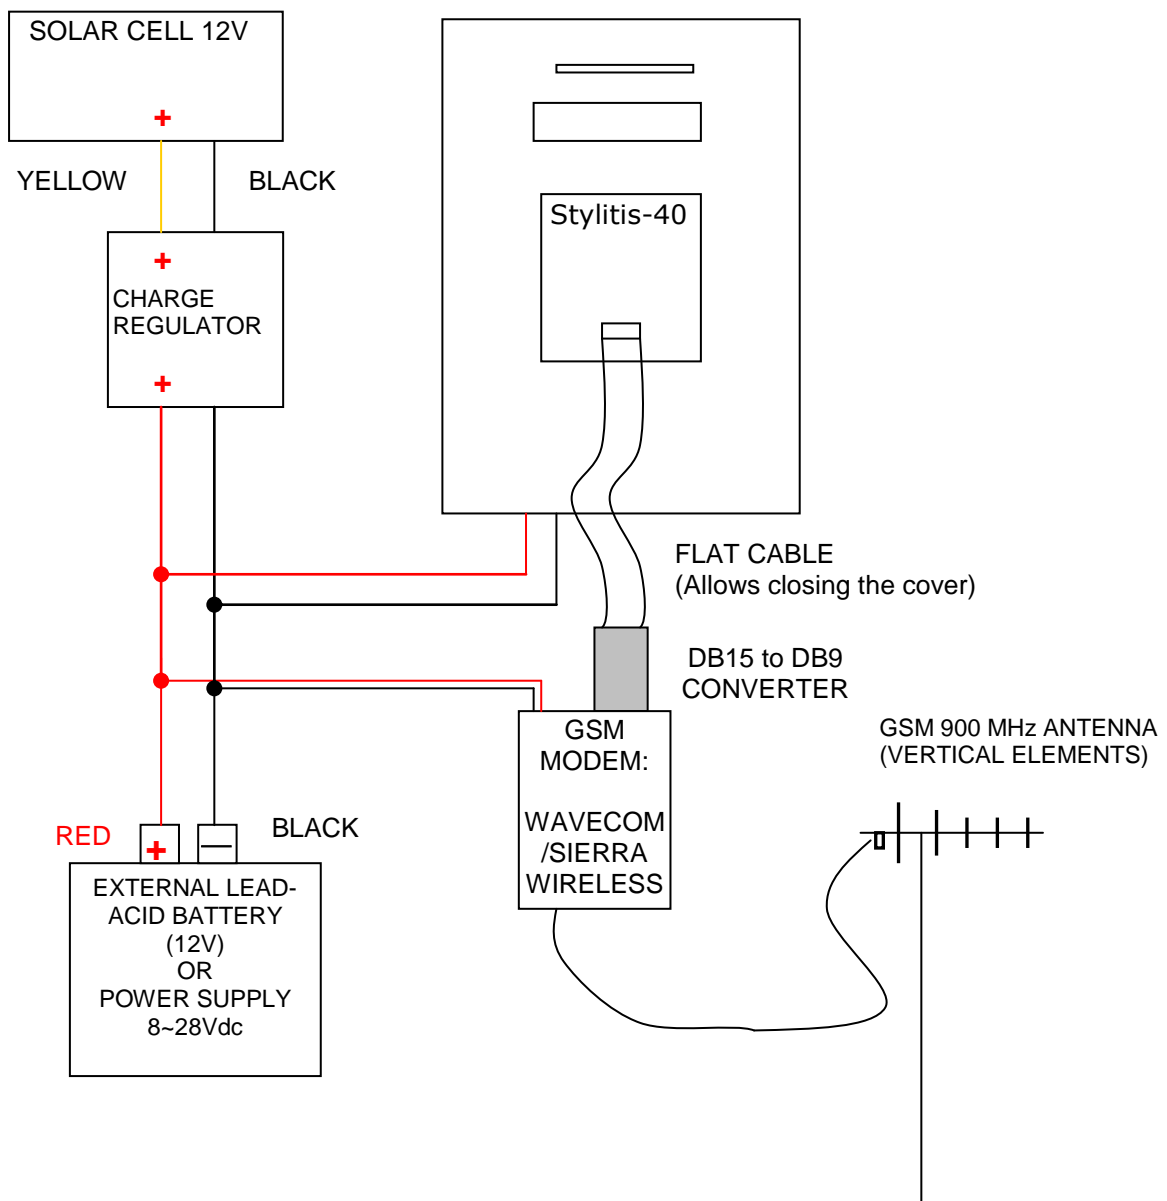 SOLAR CELL 12V
+
YELLOW
BLACK
+
CHARGE
REGULATOR
+
Stylitis-40
FLAT CABLE
(Allows closing the cover)
DB15 to DB9
CONVERTER
GSM
MODEM:
WAVECOM
/SIERRA
WIRELESS
GSM 900 MHz ANTENNA
(VERTICAL ELEMENTS)
RED
BLACK
+
—
EXTERNAL LEAD-
ACID BATTERY
(12V)
OR
POWER SUPPLY
8~28Vdc